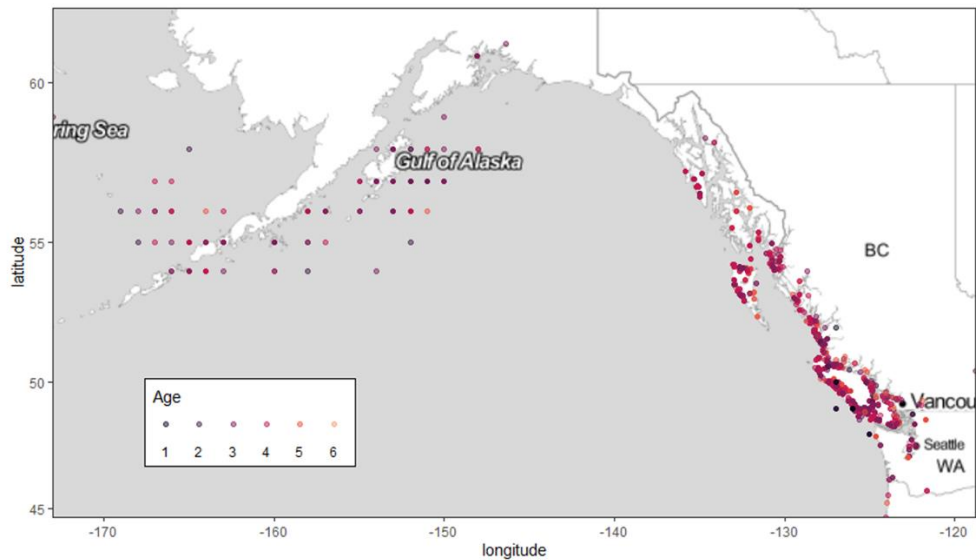 60
ring Sea
Gulf of Alaska
55
BC
latitude
50
Age
1 2 3 4 5 6
Vancou
Seattle
WA
45
-170 -160 -150 -140 -130 -120
longitude